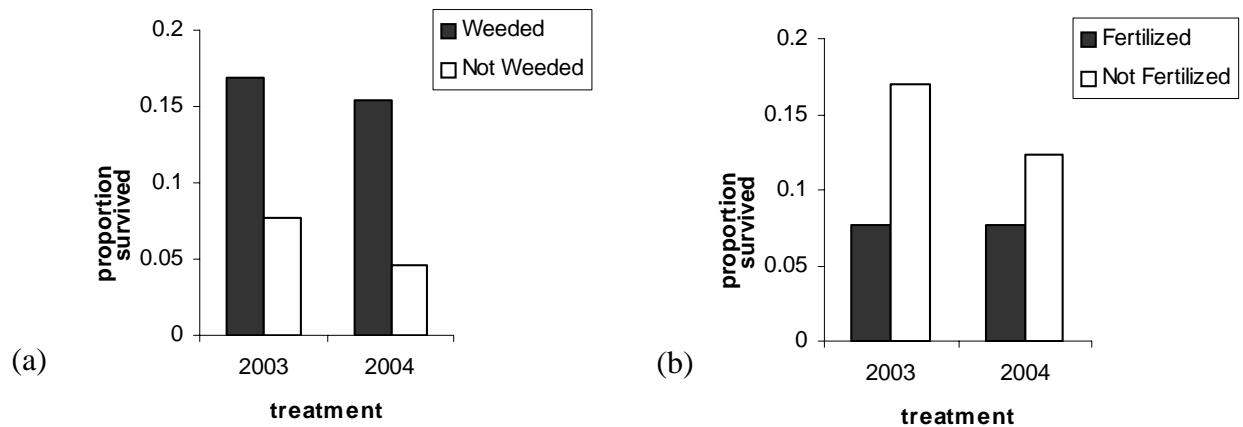 0.2
0.15
0.1
0.05
0
proportion
survived
Weeded
Not Weeded
2003
2004
treatment
(a)
0.2
0.15
0.1
0.05
0
proportion
survived
Fertilized
Not Fertilized
2003
2004
treatment
(b)